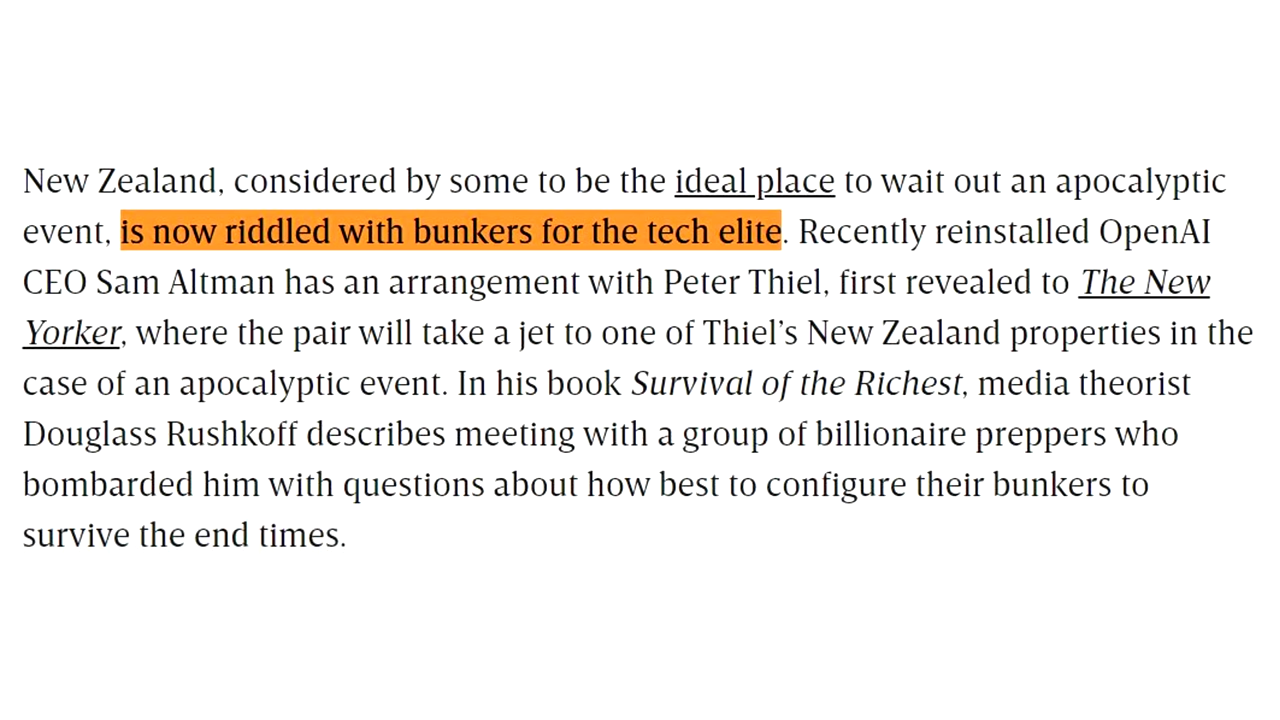 New Zealand, considered by some to be the ideal place to wait out an apocalyptic
event, is now riddled with bunkers for the tech elite. Recently reinstalled OpenAI
CEO Sam Altman has an arrangement with Peter Thiel, first revealed to The New
Yorker, where the pair will take a jet to one of Thiel’s New Zealand properties in the
case of an apocalyptic event. In his book Survival of the Richest, media theorist
Douglass Rushkoff describes meeting with a group of billionaire preppers who
bombarded him with questions about how best to configure their bunkers to
survive the end times.